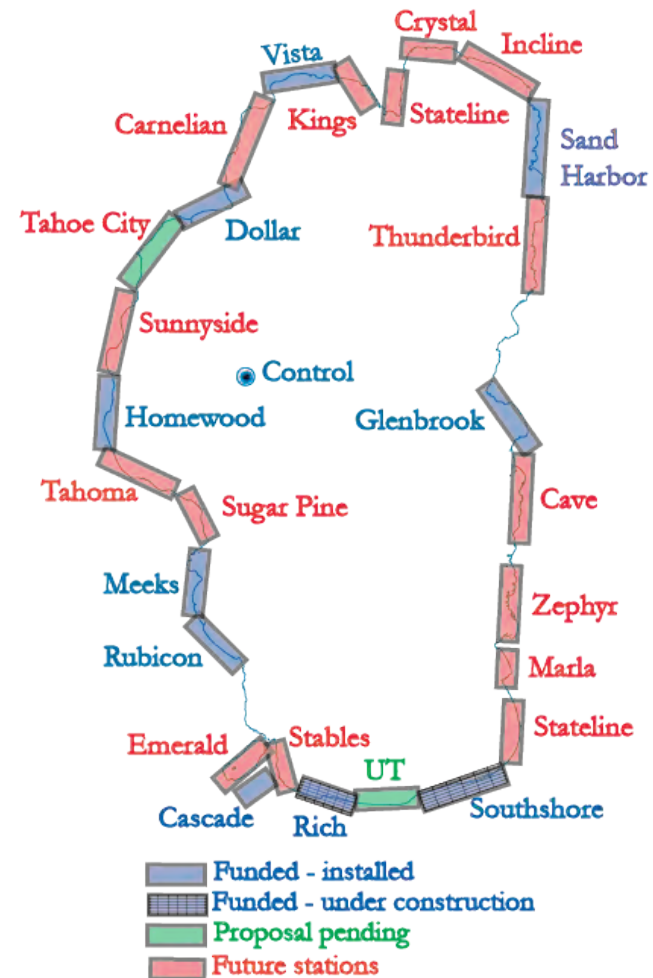 Crystal
Incline
Vista
Kings
Stateline
Carnelian
Sand
Harbor
Tahoe City
Dollar
Thunderbird
Sunnyside
Control
Homewood
Glenbrook
Tahoma
Sugar Pine
Cave
Meeks
Zephyr
Rubicon
Marla
Emerald
Stables
Stateline
UT
Cascade
Rich
Southshore
Funded - installed
Funded - under construction
Proposal pending
Future stations